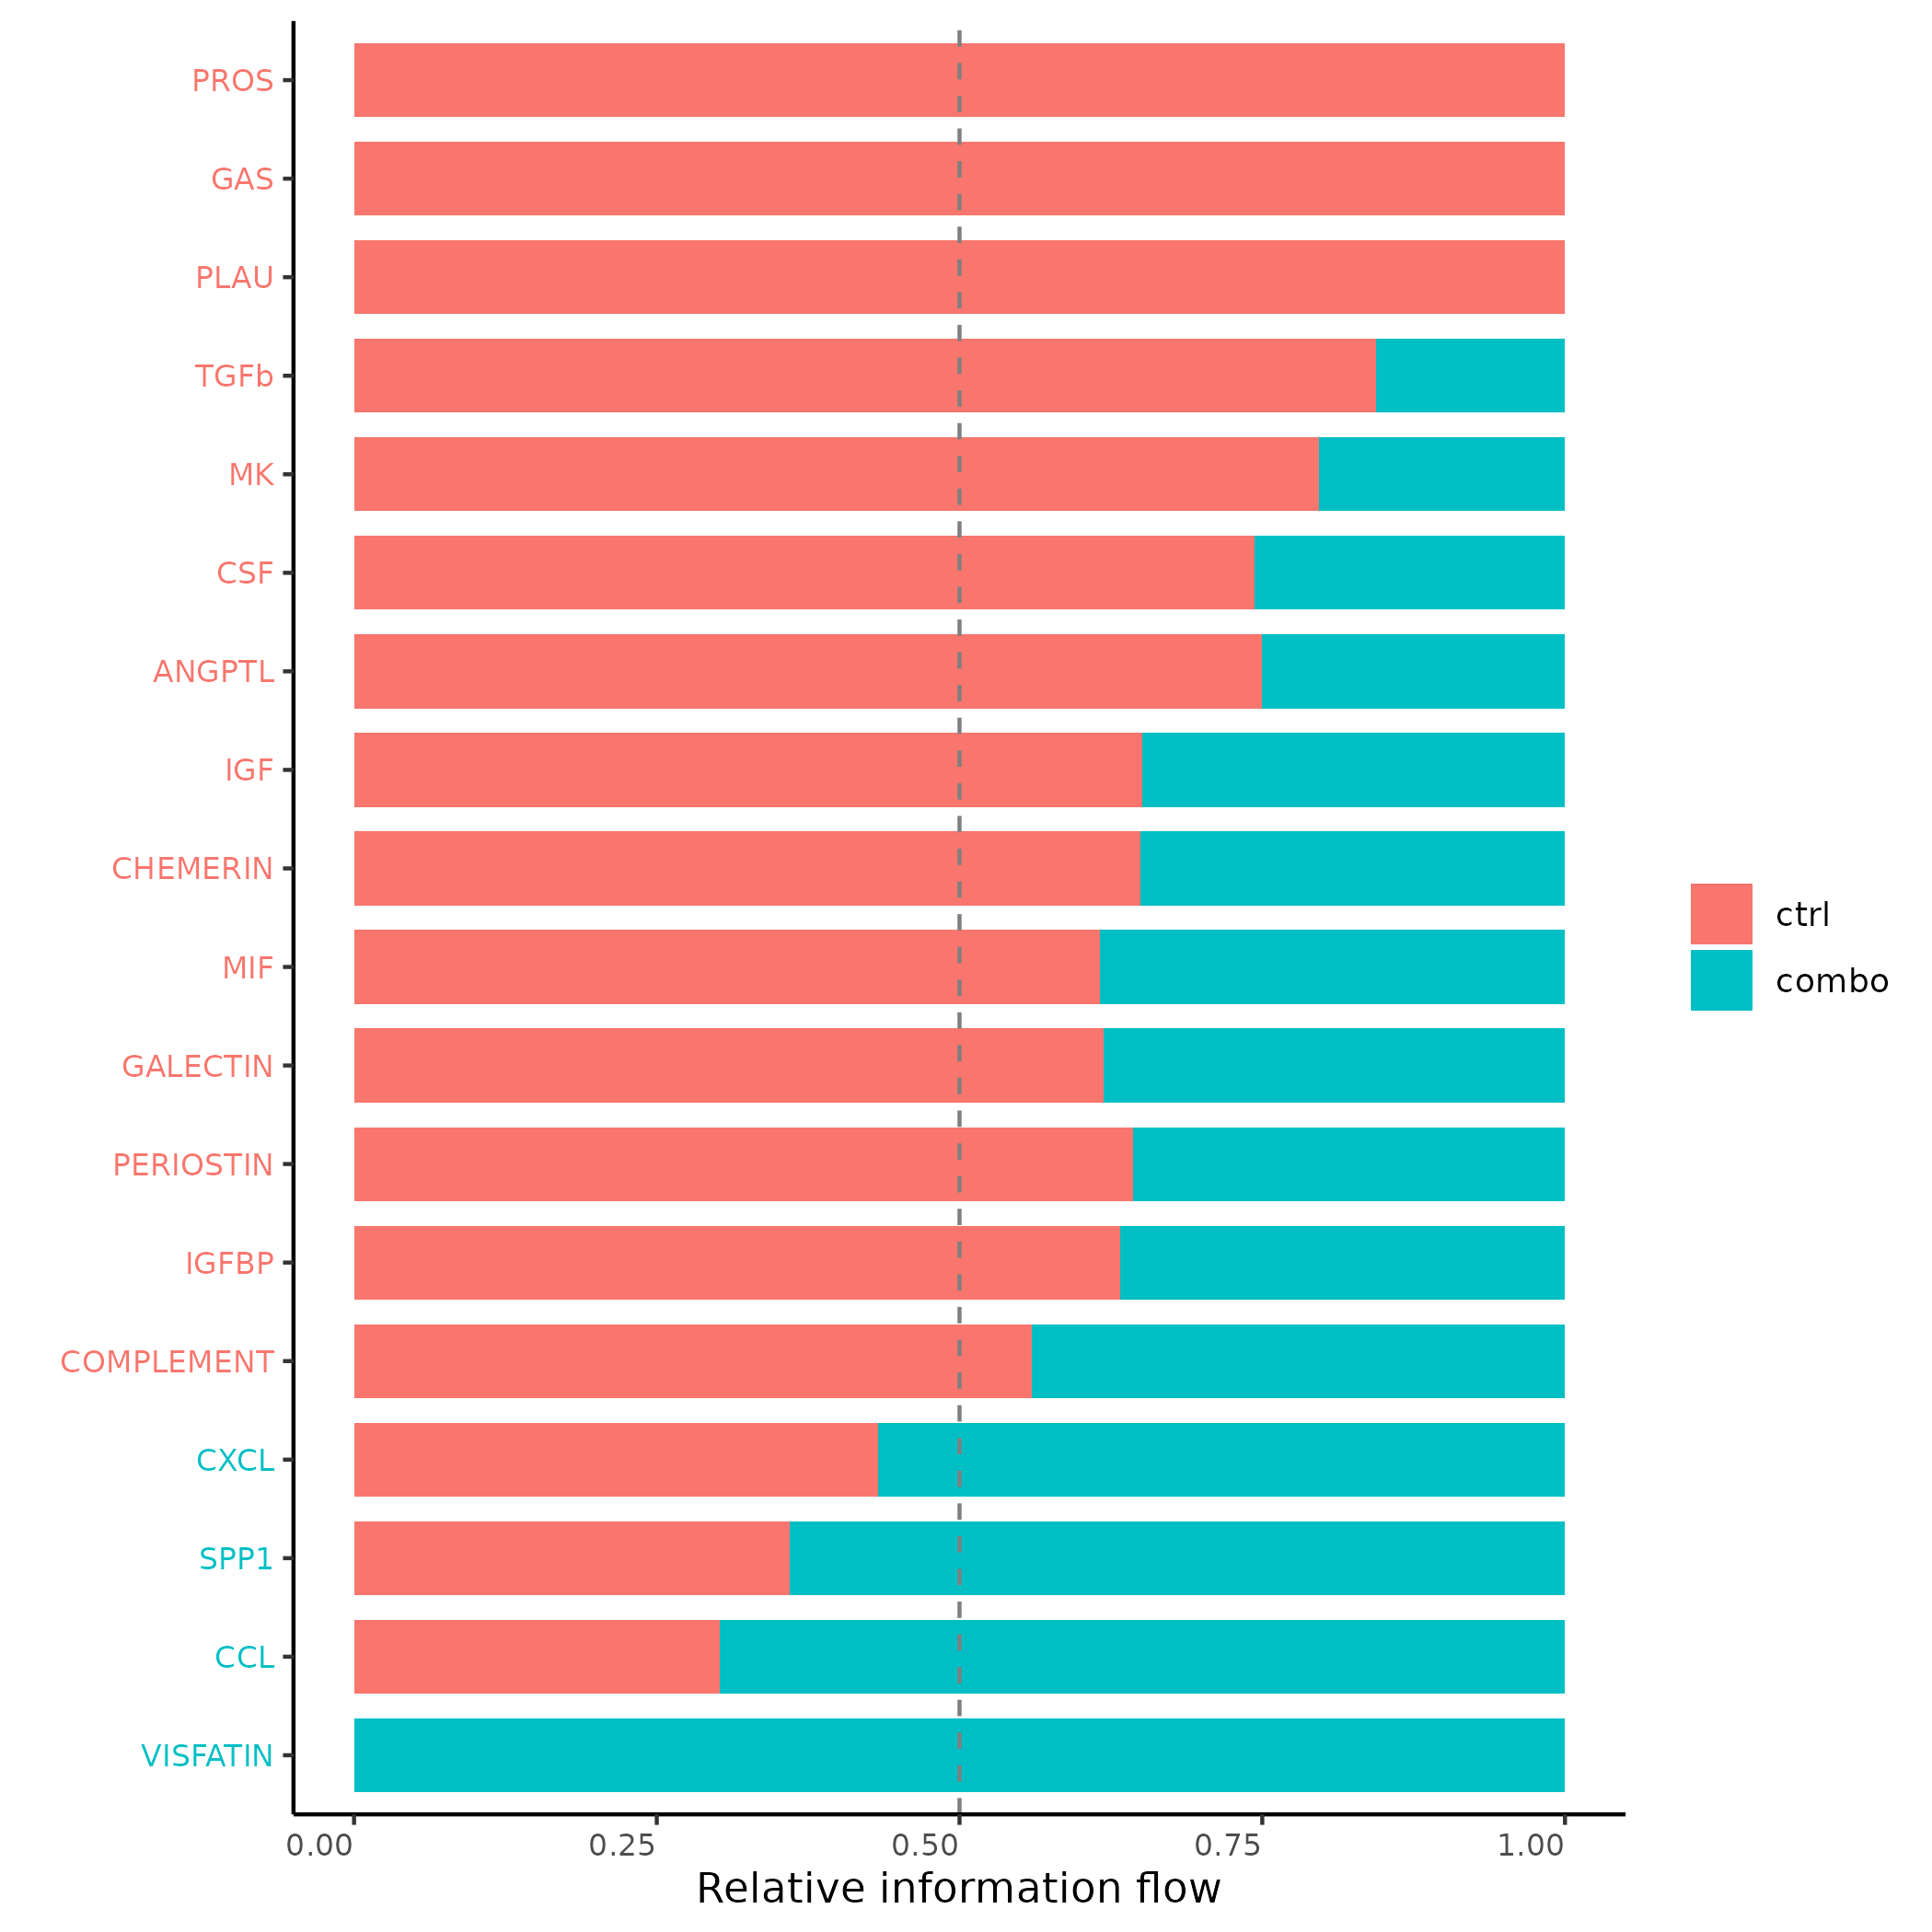 PROS
GAS
PLAU
TGFb
MK
CSF
ANGPTL
IGF
CHEMERIN
MIF
GALECTIN
PERIOSTIN
IGFBP
COMPLEMENT
CXCL
SPP1
CCL
VISFATIN
0.00 0.25 0.50 0.75 1.00
Relative information flow
ctrl
combo